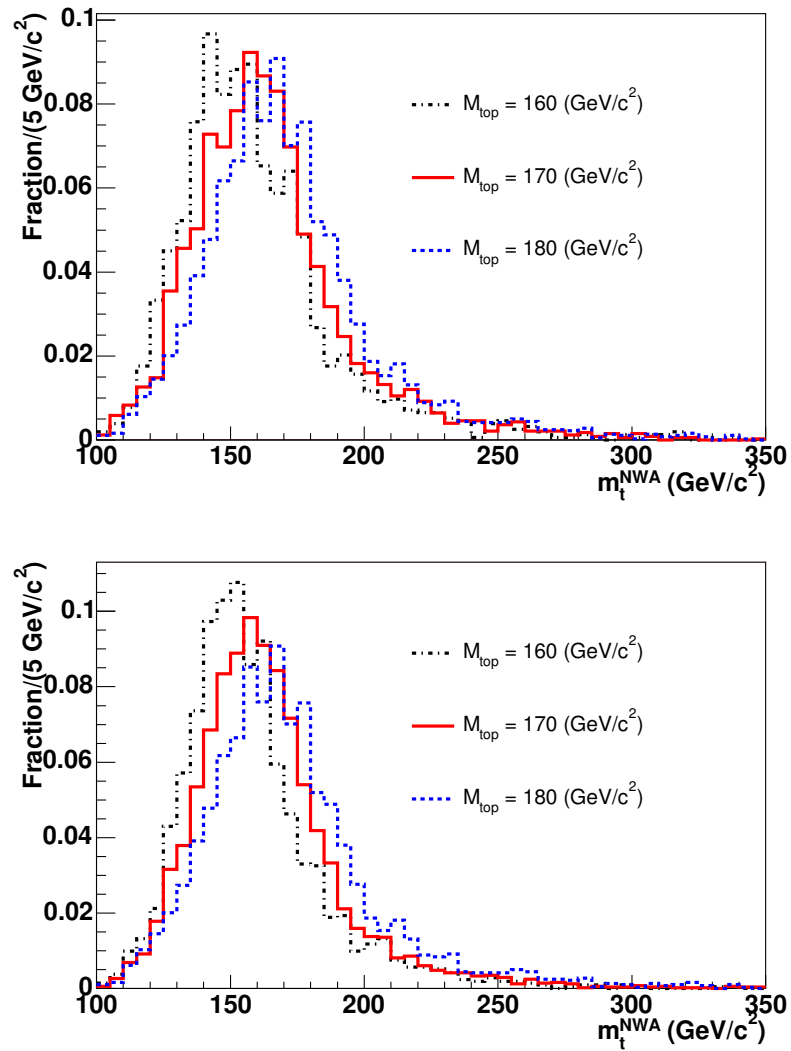 Fraction/(5 GeV/c²)
0.1
0.08
0.06
0.04
0.02
0
M_top = 160 (GeV/c²)
M_top = 170 (GeV/c²)
M_top = 180 (GeV/c²)
100 150 200 250 300 350
m_t^NWA (GeV/c²)
Fraction/(5 GeV/c²)
0.1
0.08
0.06
0.04
0.02
0
M_top = 160 (GeV/c²)
M_top = 170 (GeV/c²)
M_top = 180 (GeV/c²)
100 150 200 250 300 350
m_t^NWA (GeV/c²)